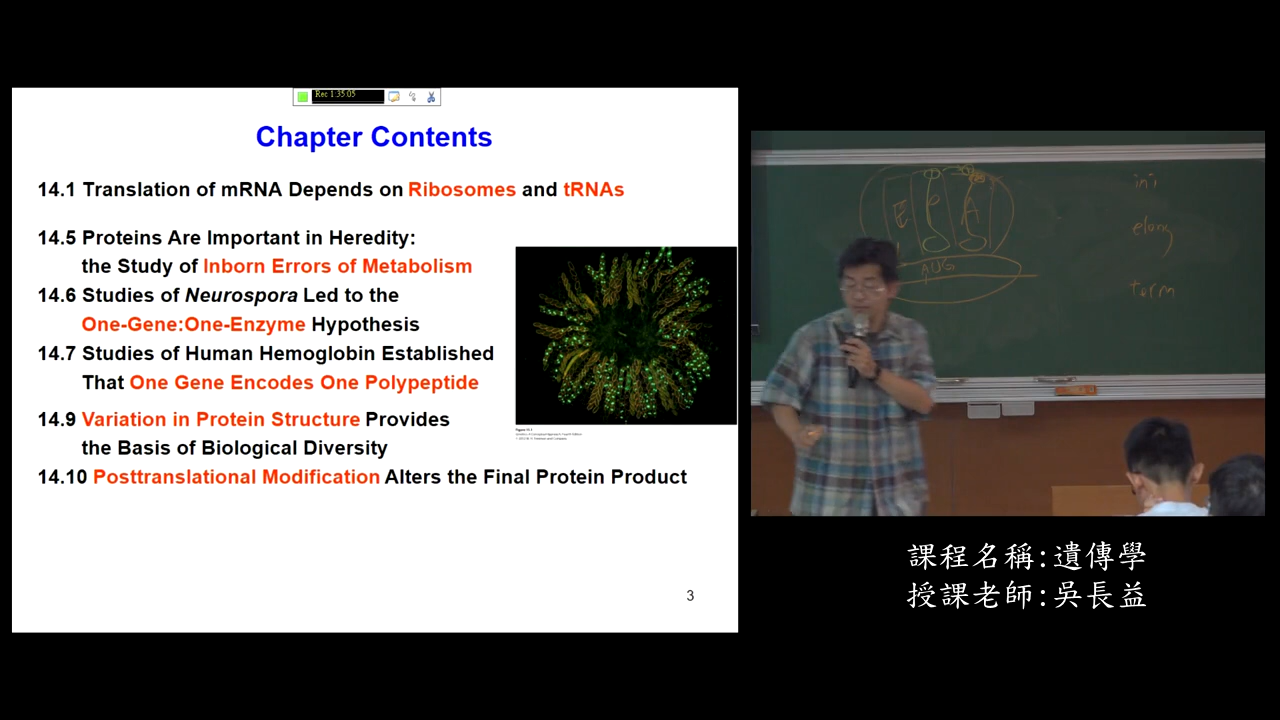 Rec 1:35:05
Chapter Contents
14.1 Translation of mRNA Depends on Ribosomes and tRNAs
14.5 Proteins Are Important in Heredity:
the Study of Inborn Errors of Metabolism
14.6 Studies of Neurospora Led to the
One-Gene:One-Enzyme Hypothesis
14.7 Studies of Human Hemoglobin Established
That One Gene Encodes One Polypeptide
14.9 Variation in Protein Structure Provides
the Basis of Biological Diversity
14.10 Posttranslational Modification Alters the Final Protein Product
3
E P A
AUG
ini
elong
term
課程名稱:遺傳學
授課老師:吳長益